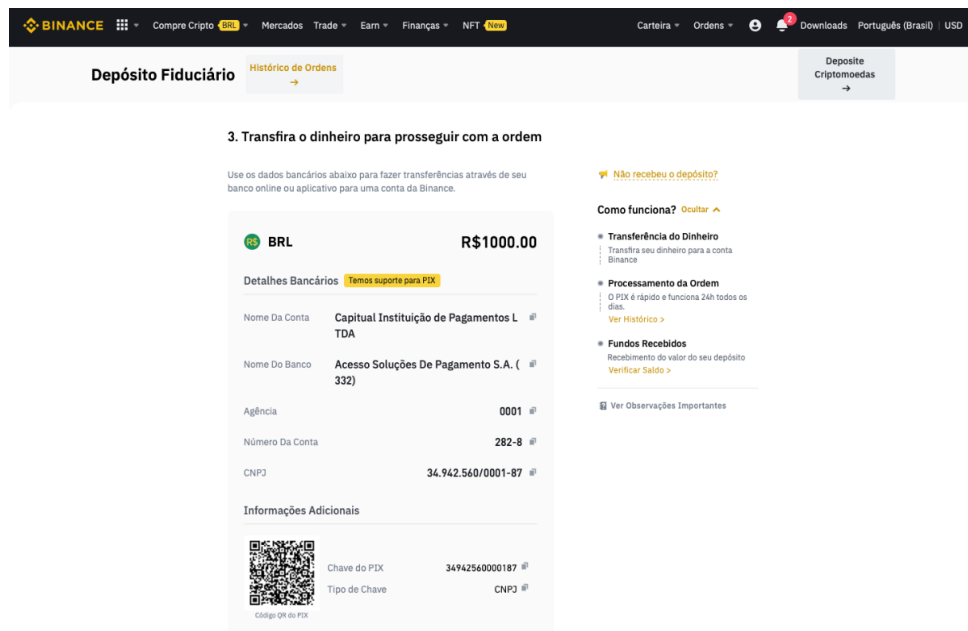 BINANCE Compre Cripto BRL Mercados Trade Earn Finanças NFT New Carteira Ordens 2 Downloads Português (Brasil) | USD
Depósito Fiduciário
Histórico de Ordens
→
Deposite
Criptomoedas
→
3. Transfira o dinheiro para prosseguir com a ordem
Use os dados bancários abaixo para fazer transferências através de seu
banco online ou aplicativo para uma conta da Binance.
R$ BRL R$1000.00
Detalhes Bancários Temos suporte para PIX
Nome Da Conta Capitual Instituição de Pagamentos L
TDA
Nome Do Banco Acesso Soluções De Pagamento S.A. (
332)
Agência 0001
Número Da Conta 282-8
CNPJ 34.942.560/0001-87
Informações Adicionais
Chave do PIX 34942560000187
Tipo de Chave CNPJ
Código QR do PIX
Não recebeu o depósito?
Como funciona? Ocultar
Transferência do Dinheiro
Transfira seu dinheiro para a conta
Binance
Processamento da Ordem
O PIX é rápido e funciona 24h todos os
dias.
Ver Histórico >
Fundos Recebidos
Recebimento do valor do seu depósito
Verificar Saldo >
Ver Observações Importantes